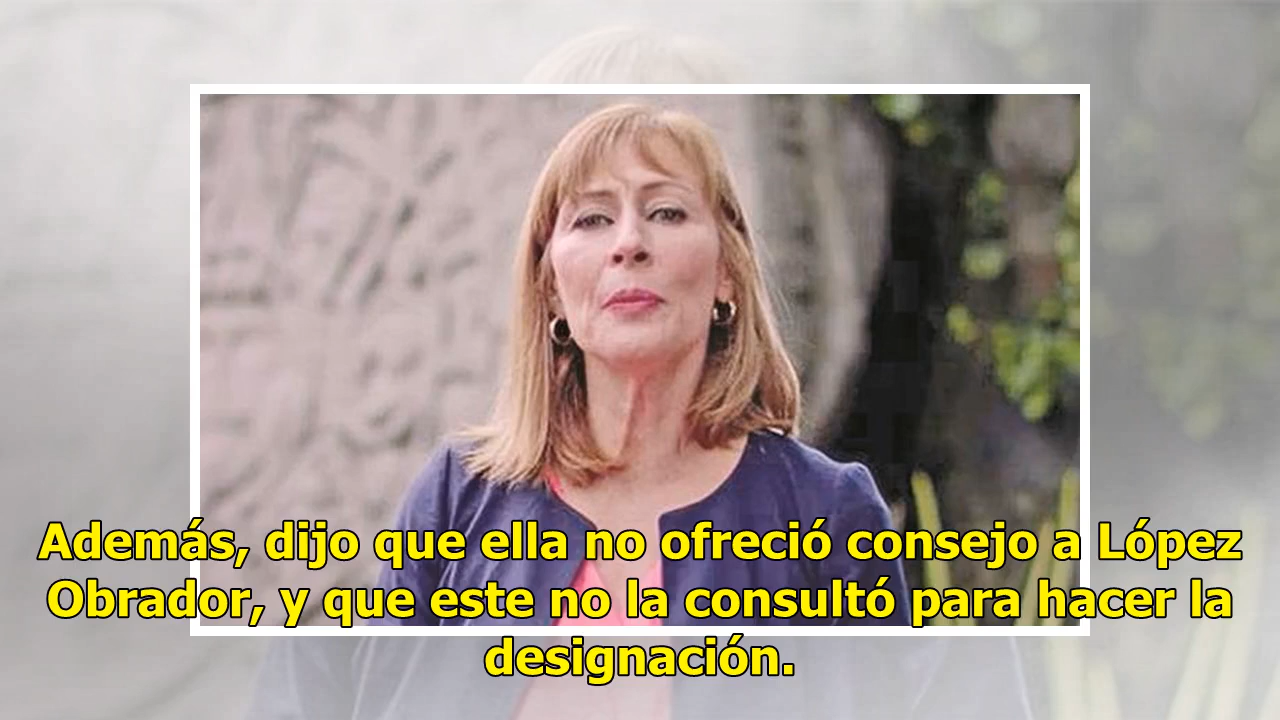 Además, dijo que ella no ofreció consejo a López
Obrador, y que este no la consultó para hacer la
designación.